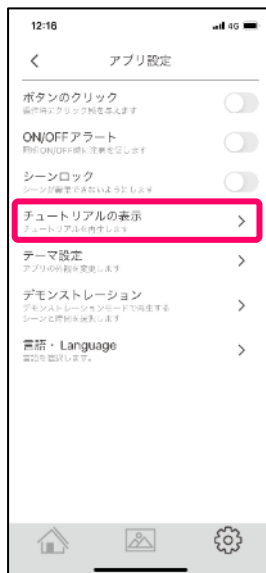 12:16
4G
アプリ設定
ボタンのクリック
操作時にクリック感を与えます
ON/OFFアラート
照明ON/OFF時に注意を促します
シーンロック
シーンが編集できないようにします
チュートリアルの表示
チュートリアルを再生します
テーマ設定
アプリの外観を変更します
デモンストレーション
デモンストレーションモードで再生する
シーンと時間を選択します
言語・Language
言語を選択します。